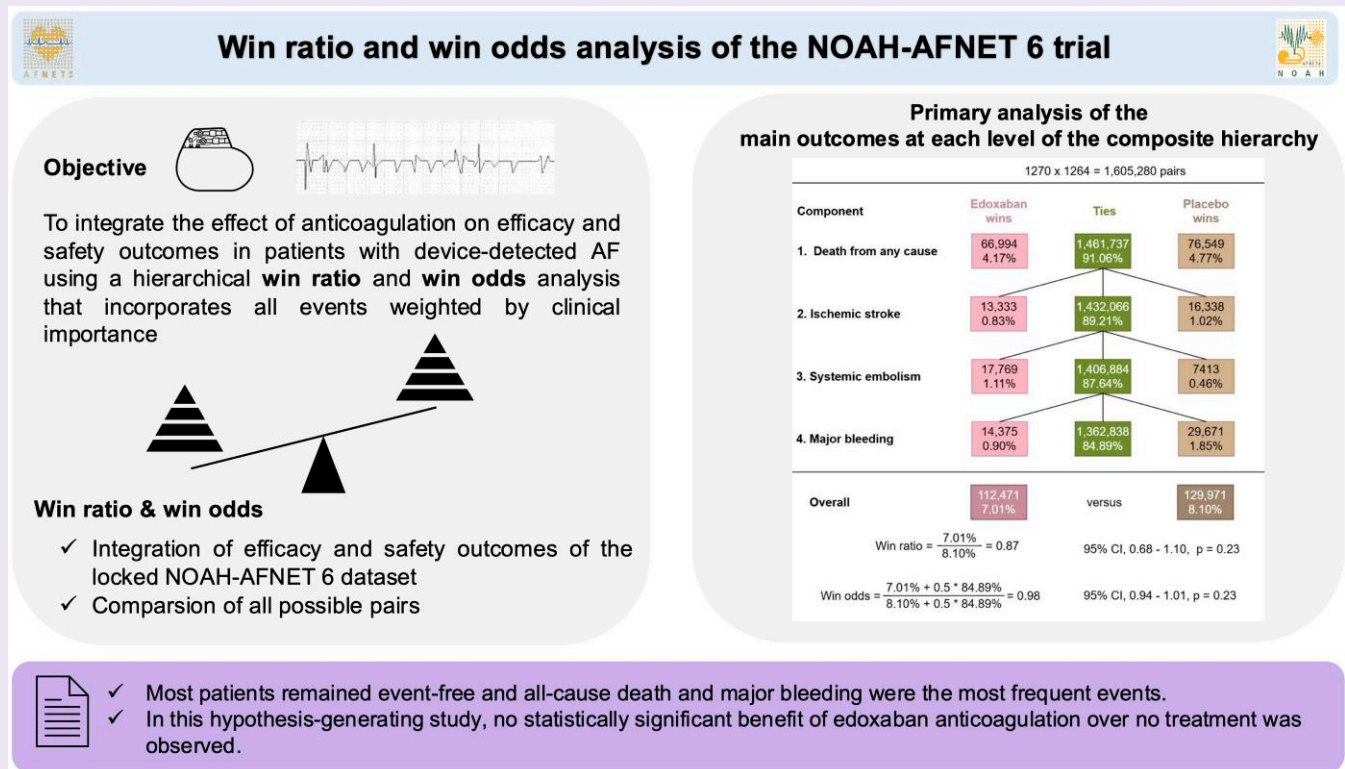 Win ratio and win odds analysis of the NOAH-AFNET 6 trial
A F N E T 5
N O A H
Objective
To integrate the effect of anticoagulation on efficacy and
safety outcomes in patients with device-detected AF
using a hierarchical win ratio and win odds analysis
that incorporates all events weighted by clinical
importance
Win ratio & win odds
✓ Integration of efficacy and safety outcomes of the
locked NOAH-AFNET 6 dataset
✓ Comparsion of all possible pairs
Primary analysis of the
main outcomes at each level of the composite hierarchy
1270 x 1264 = 1,605,280 pairs
Component Edoxaban wins Ties Placebo wins
1. Death from any cause 66,994 4.17% 1,461,737 91.06% 76,549 4.77%
2. Ischemic stroke 13,333 0.83% 1,432,066 89.21% 16,338 1.02%
3. Systemic embolism 17,769 1.11% 1,406,884 87.64% 7413 0.46%
4. Major bleeding 14,375 0.90% 1,362,838 84.89% 29,671 1.85%
Overall 112,471 7.01% versus 129,971 8.10%
Win ratio = 7.01% / 8.10% = 0.87 95% CI, 0.68 - 1.10, p = 0.23
Win odds = 7.01% + 0.5 * 84.89% / 8.10% + 0.5 * 84.89% = 0.98 95% CI, 0.94 - 1.01, p = 0.23
✓ Most patients remained event-free and all-cause death and major bleeding were the most frequent events.
✓ In this hypothesis-generating study, no statistically significant benefit of edoxaban anticoagulation over no treatment was
observed.